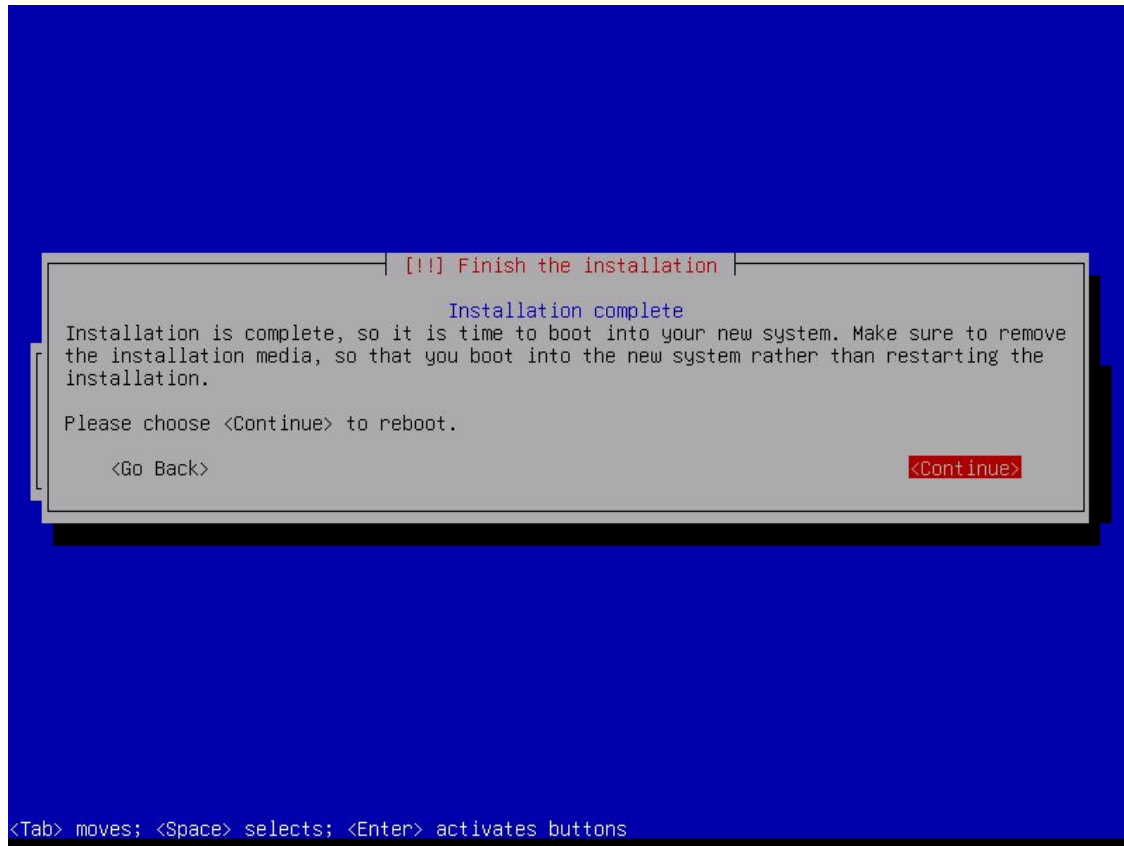 [!!] Finish the installation
Installation complete
Installation is complete, so it is time to boot into your new system. Make sure to remove
the installation media, so that you boot into the new system rather than restarting the
installation.
Please choose <Continue> to reboot.
<Go Back> <Continue>
<Tab> moves; <Space> selects; <Enter> activates buttons